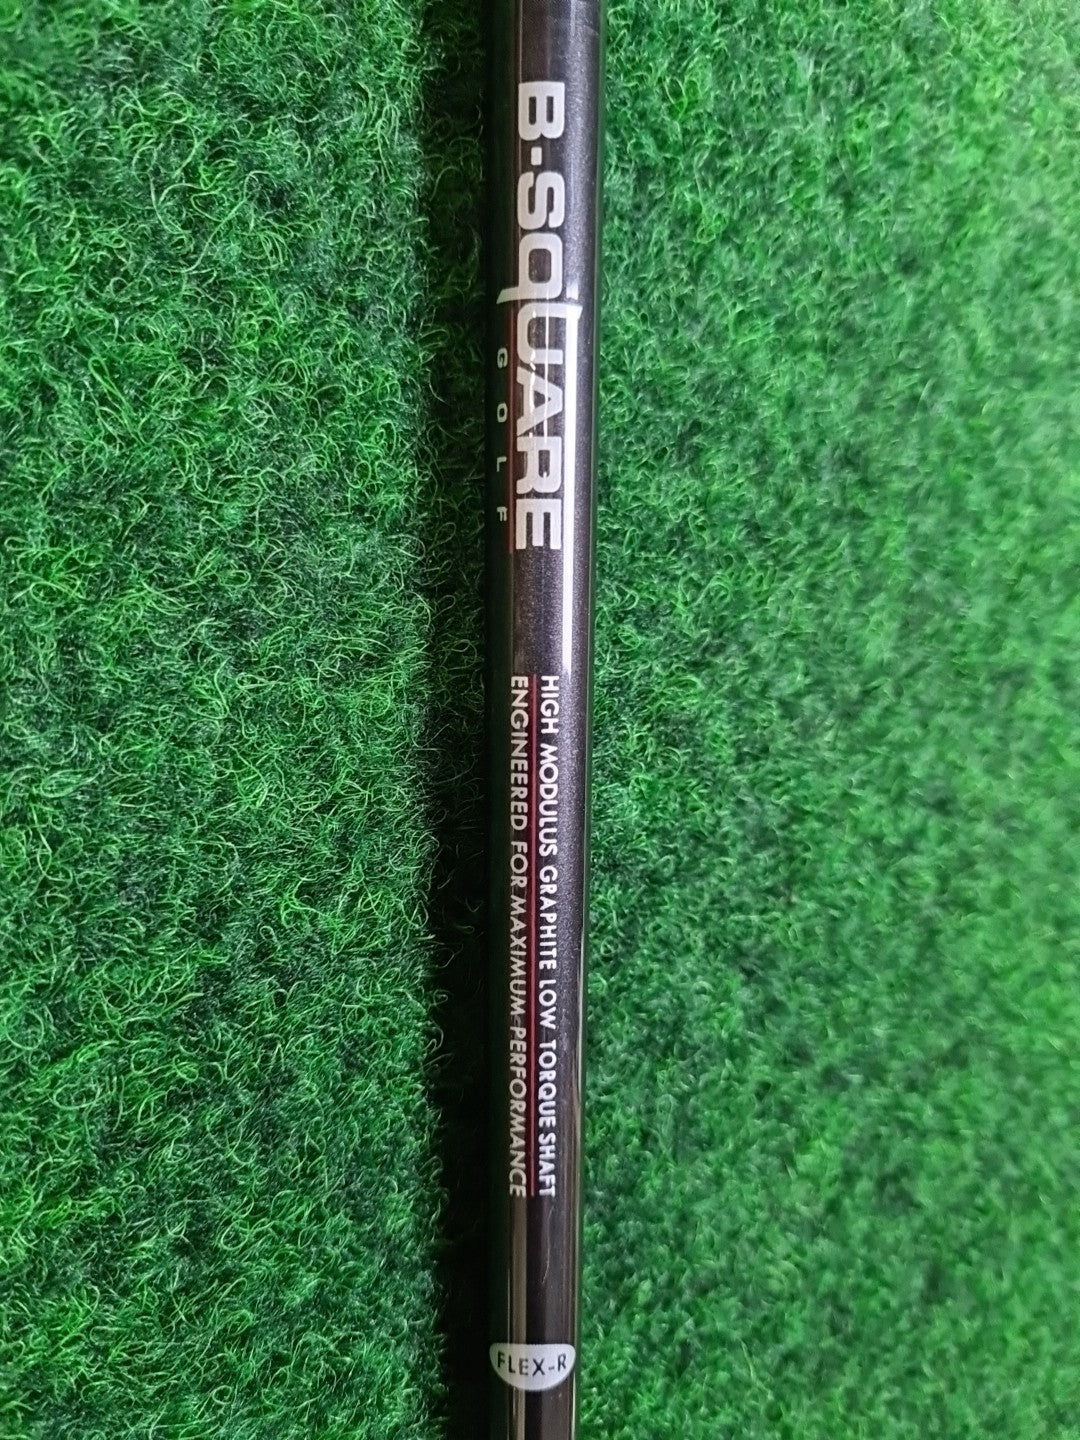 B-SQUARE
GOLF
HIGH MODULUS GRAPHITE LOW TORQUE SHAFT
ENGINEERED FOR MAXIMUM PERFORMANCE
FLEX-R